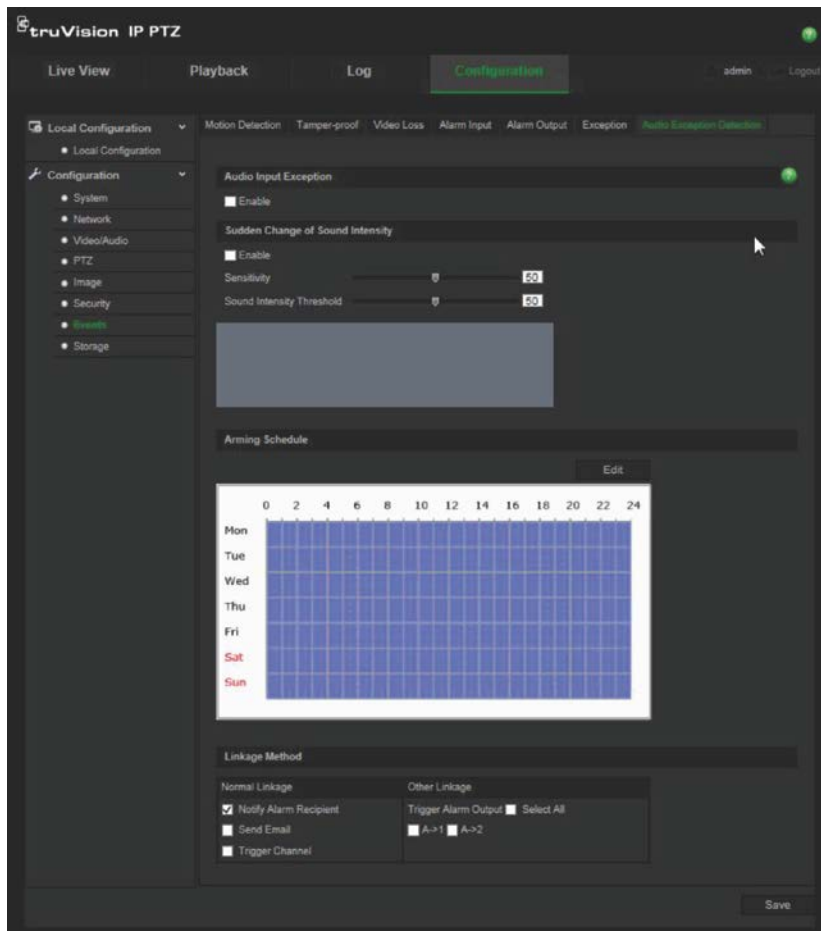 truVision IP PTZ
Live View Playback Log Configuration admin Logout
Local Configuration
Local Configuration
Configuration
System
Network
Video/Audio
PTZ
Image
Security
Events
Storage
Motion Detection Tamper-proof Video Loss Alarm Input Alarm Output Exception Audio Exception Detection
Audio Input Exception
Enable
Sudden Change of Sound Intensity
Enable
Sensitivity 50
Sound Intensity Threshold 50
Arming Schedule
Edit
0 2 4 6 8 10 12 14 16 18 20 22 24
Mon
Tue
Wed
Thu
Fri
Sat
Sun
Linkage Method
Normal Linkage Other Linkage
Notify Alarm Recipient Trigger Alarm Output Select All
Send Email A->1 A->2
Trigger Channel
Save